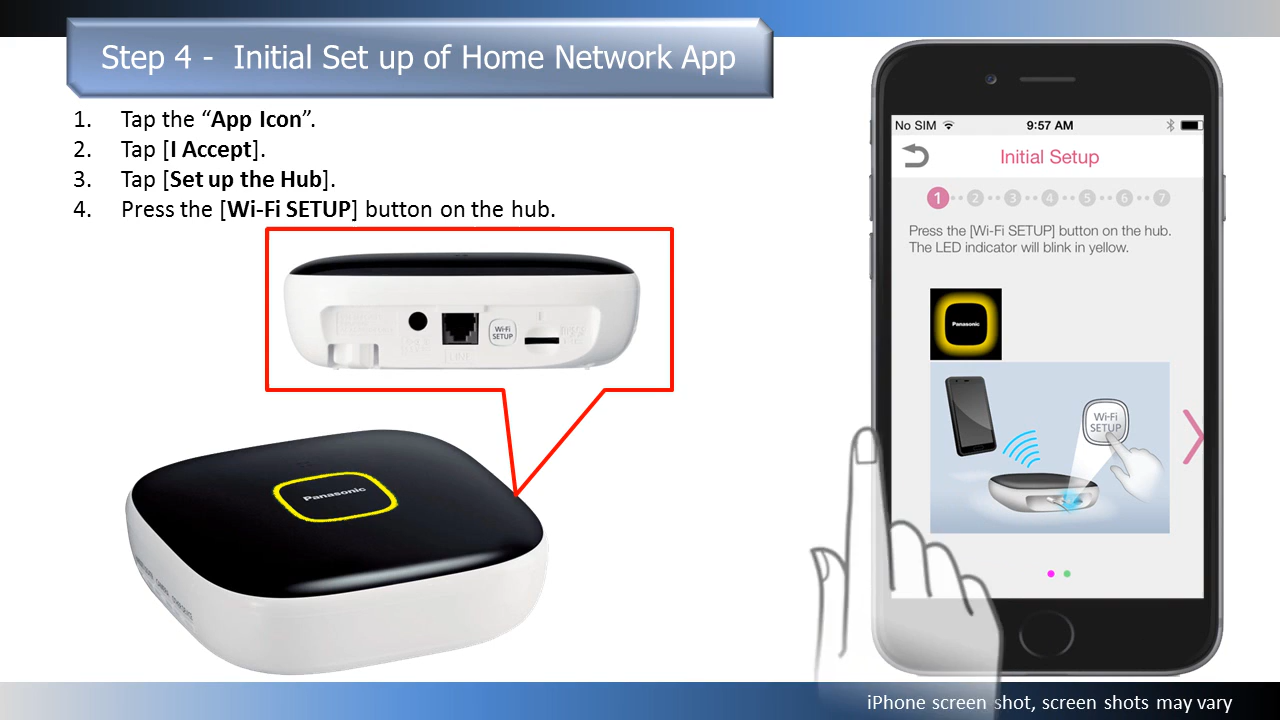 Step 4 - Initial Set up of Home Network App
1. Tap the “App Icon”.
2. Tap [I Accept].
3. Tap [Set up the Hub].
4. Press the [Wi-Fi SETUP] button on the hub.
Wi-Fi
SETUP
LINE
Panasonic
No SIM 9:57 AM
Initial Setup
1 2 3 4 5 6 7
Press the [Wi-Fi SETUP] button on the hub.
The LED indicator will blink in yellow.
Panasonic
Wi-Fi
SETUP
iPhone screen shot, screen shots may vary